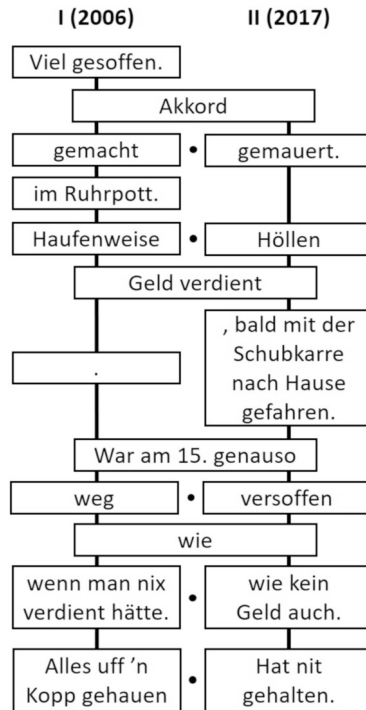 I (2006) II (2017)
Viel gesoffen.
Akkord
gemacht • gemauert.
im Ruhrpott.
Haufenweise • Höllen
Geld verdient
, bald mit der
Schubkarre
nach Hause
gefahren.
.
War am 15. genauso
weg • versoffen
wie
wenn man nix
verdient hätte.
•
wie kein
Geld auch.
Alles uff ’n
Kopp gehauen
•
Hat nit
gehalten.